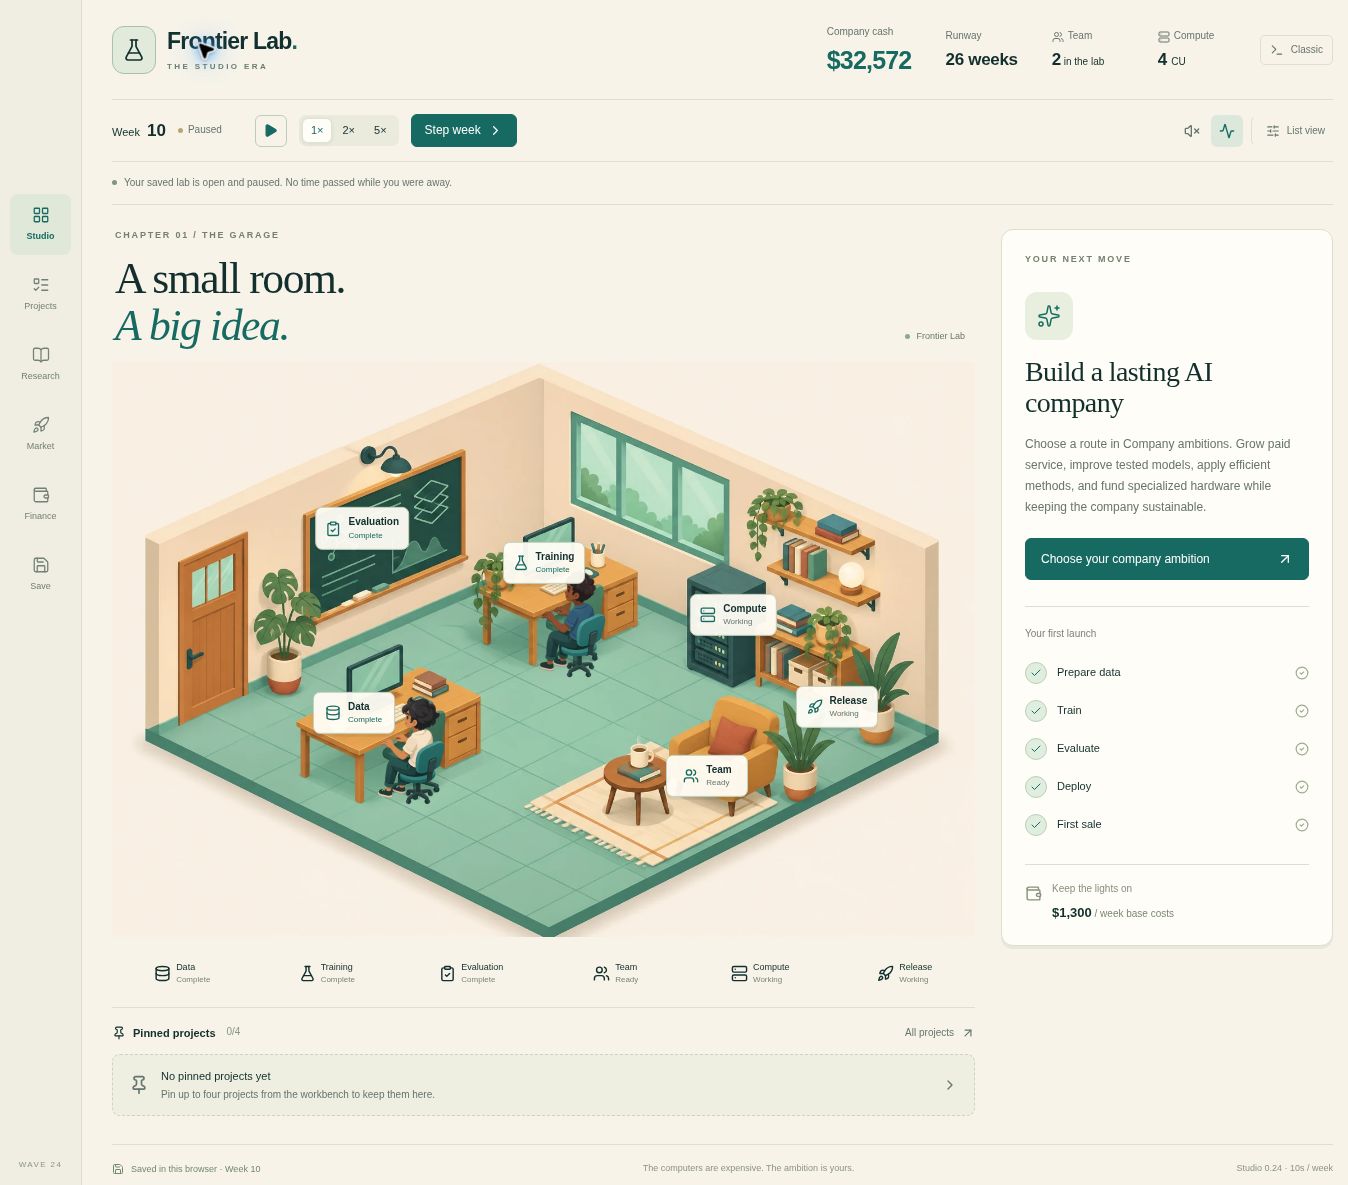 Frontier Lab.
THE STUDIO ERA
Company cash
$32,572
Runway
26 weeks
Team
2 in the lab
Compute
4 CU
Classic
Week 10
Paused
1×
2×
5×
Step week
List view
Your saved lab is open and paused. No time passed while you were away.
Studio
Projects
Research
Market
Finance
Save
WAVE 24
CHAPTER 01 / THE GARAGE
A small room.
A big idea.
Frontier Lab
Evaluation
Complete
Training
Complete
Compute
Working
Data
Complete
Release
Working
Team
Ready
Data
Complete
Training
Complete
Evaluation
Complete
Team
Ready
Compute
Working
Release
Working
Pinned projects 0/4
All projects
No pinned projects yet
Pin up to four projects from the workbench to keep them here.
YOUR NEXT MOVE
Build a lasting AI
company
Choose a route in Company ambitions. Grow paid
service, improve tested models, apply efficient
methods, and fund specialized hardware while
keeping the company sustainable.
Choose your company ambition
Your first launch
Prepare data
Train
Evaluate
Deploy
First sale
Keep the lights on
$1,300 / week base costs
Saved in this browser · Week 10
The computers are expensive. The ambition is yours.
Studio 0.24 · 10s / week